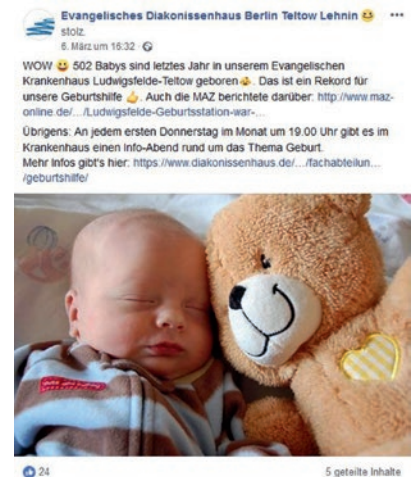 Evangelisches Diakonissenhaus Berlin Teltow Lehnin 😃 ···
stolz.
6. März um 16:32 ·
WOW 😃 502 Babys sind letztes Jahr in unserem Evangelischen
Krankenhaus Ludwigsfelde-Teltow geboren 👶. Das ist ein Rekord für
unsere Geburtshilfe 👍. Auch die MAZ berichtete darüber: http://www.maz-
online.de/.../Ludwigsfelde-Geburtsstation-war-...
Übrigens: An jedem ersten Donnerstag im Monat um 19.00 Uhr gibt es im
Krankenhaus einen Info-Abend rund um das Thema Geburt.
Mehr Infos gibt's hier: https://www.diakonissenhaus.de/.../fachabteilun...
/geburtshilfe/
24
5 geteilte Inhalte